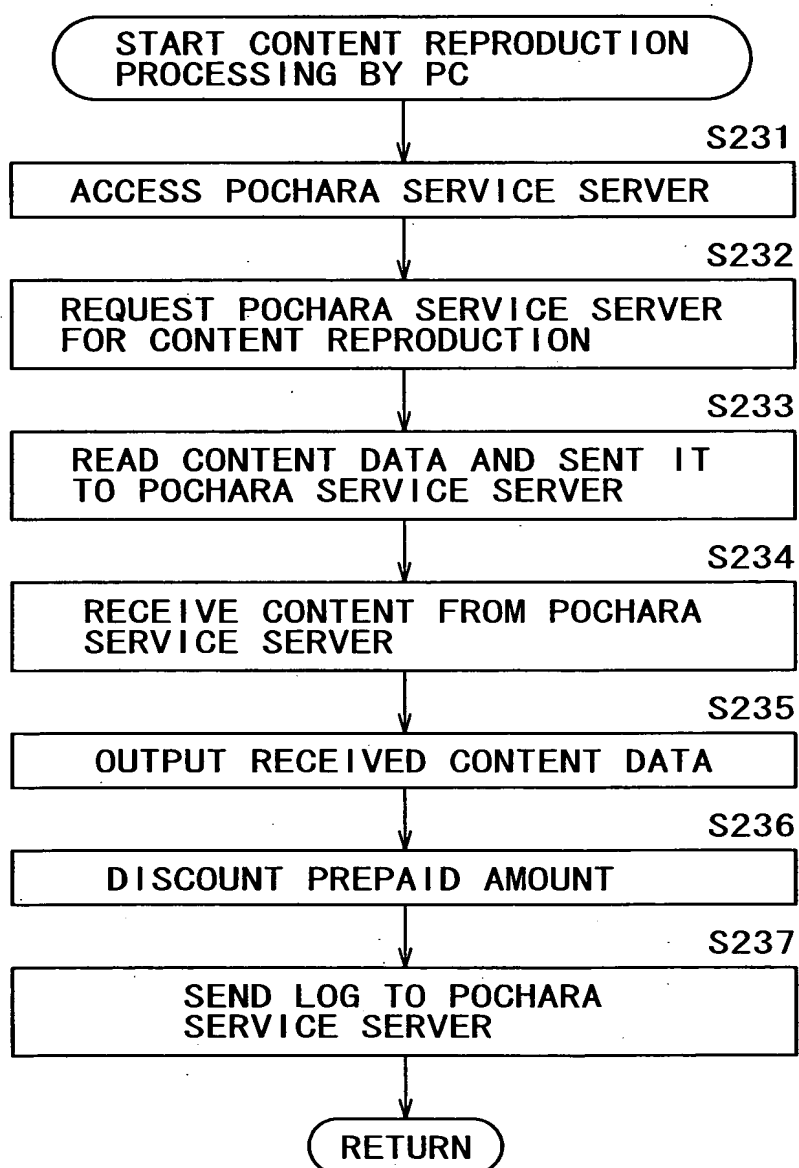 START CONTENT REPRODUCTION
PROCESSING BY PC
S231
ACCESS POCHARA SERVICE SERVER
S232
REQUEST POCHARA SERVICE SERVER
FOR CONTENT REPRODUCTION
S233
READ CONTENT DATA AND SENT IT
TO POCHARA SERVICE SERVER
S234
RECEIVE CONTENT FROM POCHARA
SERVICE SERVER
S235
OUTPUT RECEIVED CONTENT DATA
S236
DISCOUNT PREPAID AMOUNT
S237
SEND LOG TO POCHARA
SERVICE SERVER
RETURN